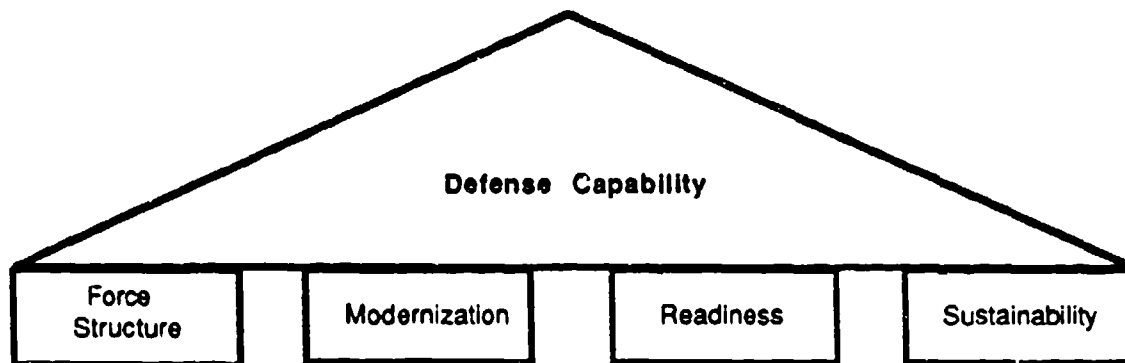 Defense Capability
Force
Structure
Modernization
Readiness
Sustainability